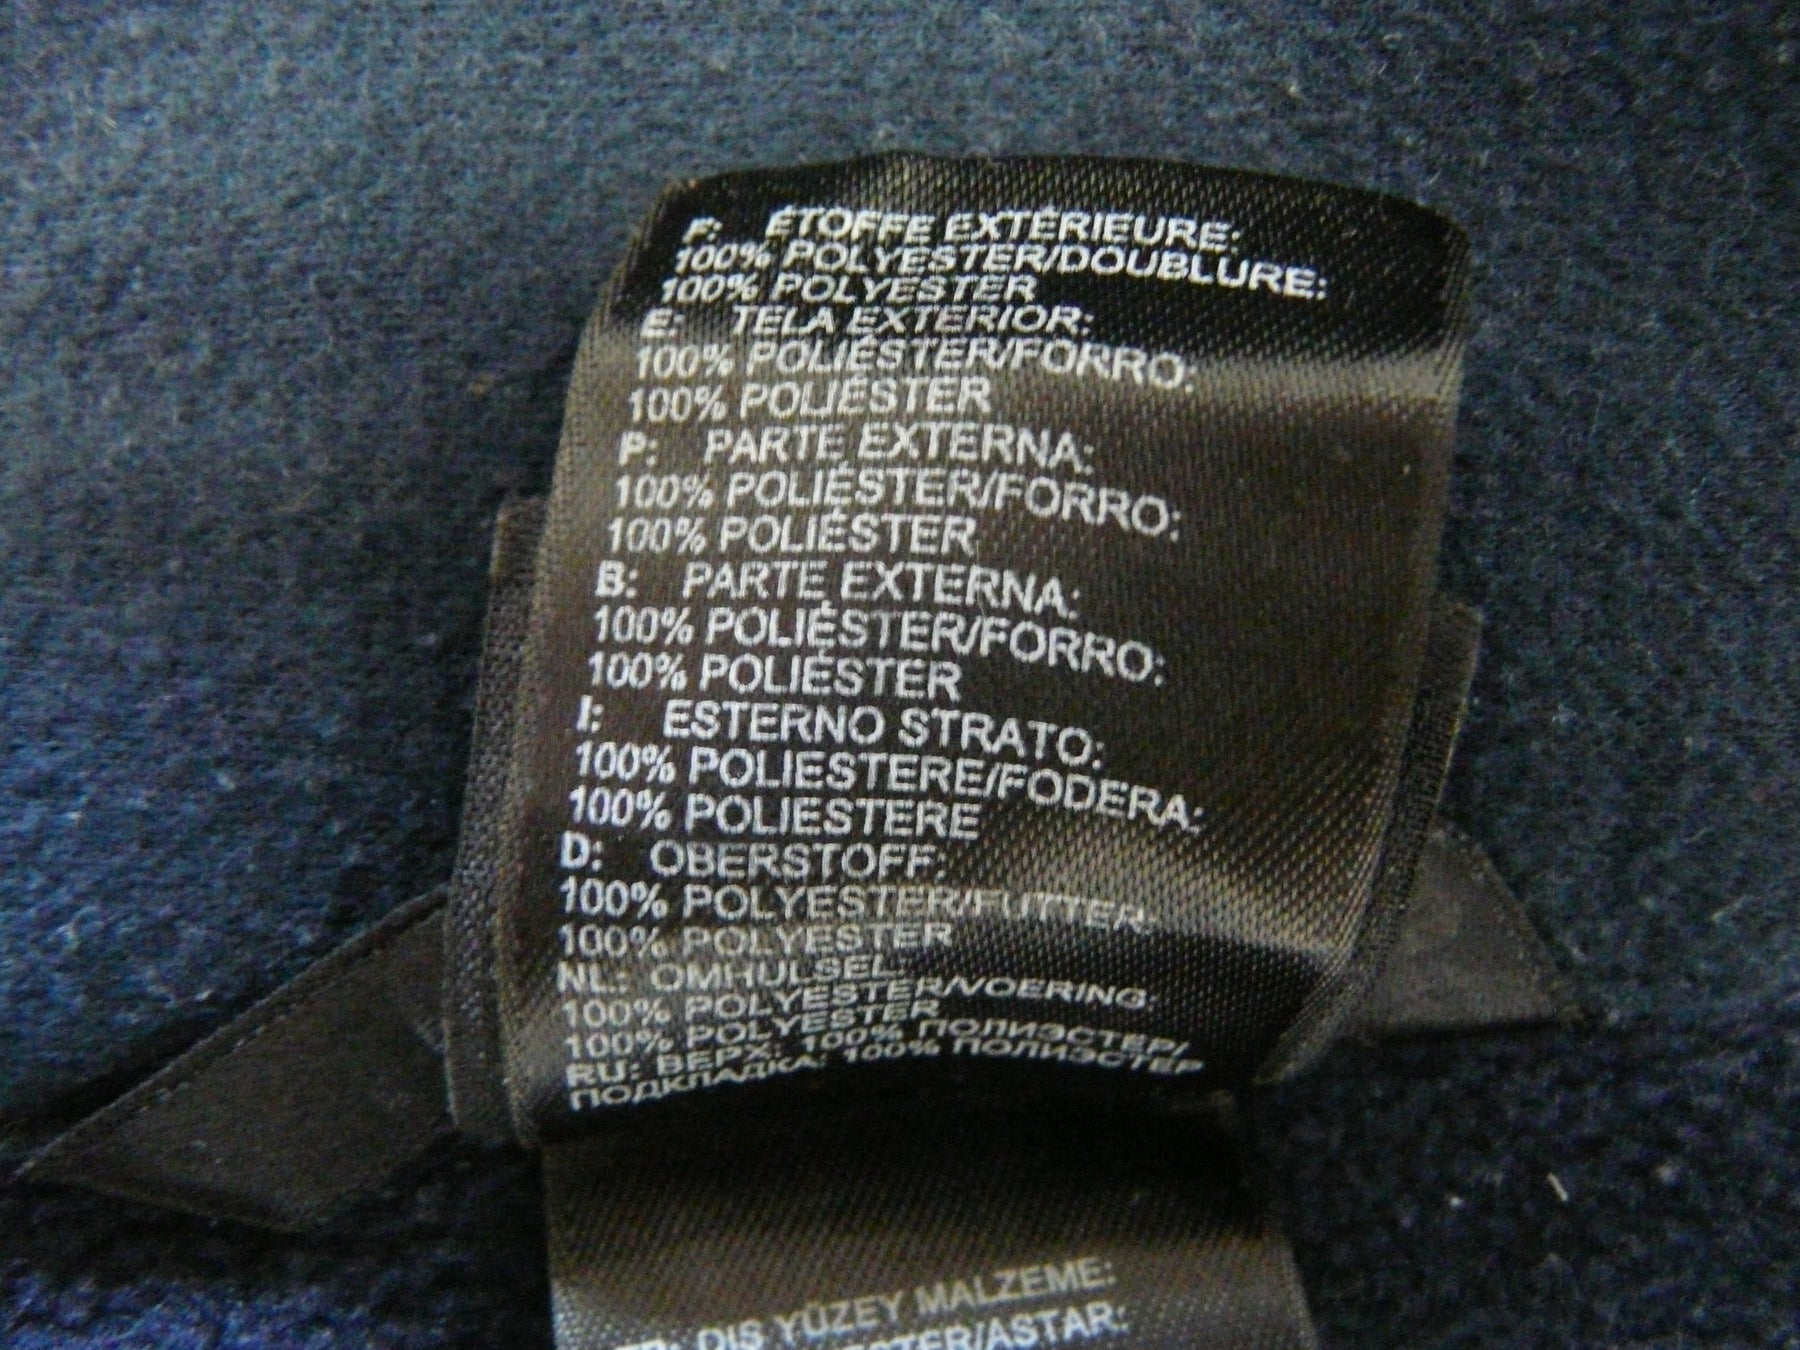 F: ÉTOFFE EXTÉRIEURE:
100% POLYESTER/DOUBLURE:
100% POLYESTER
E: TELA EXTERIOR:
100% POLIÉSTER/FORRO:
100% POLIÉSTER
P: PARTE EXTERNA:
100% POLIÉSTER/FORRO:
100% POLIÉSTER
B: PARTE EXTERNA:
100% POLIÉSTER/FORRO:
100% POLIÉSTER
I: ESTERNO STRATO:
100% POLIESTERE/FODERA:
100% POLIESTERE
D: OBERSTOFF:
100% POLYESTER/FUTTER:
100% POLYESTER
NL: OMHULSEL:
100% POLYESTER/VOERING:
100% POLYESTER
RU: ВЕРХ: 100% ПОЛИЭСТЕР/
ПОДКЛАДКА: 100% ПОЛИЭСТЕР
DIŞ YÜZEY MALZEME:
/ASTAR: